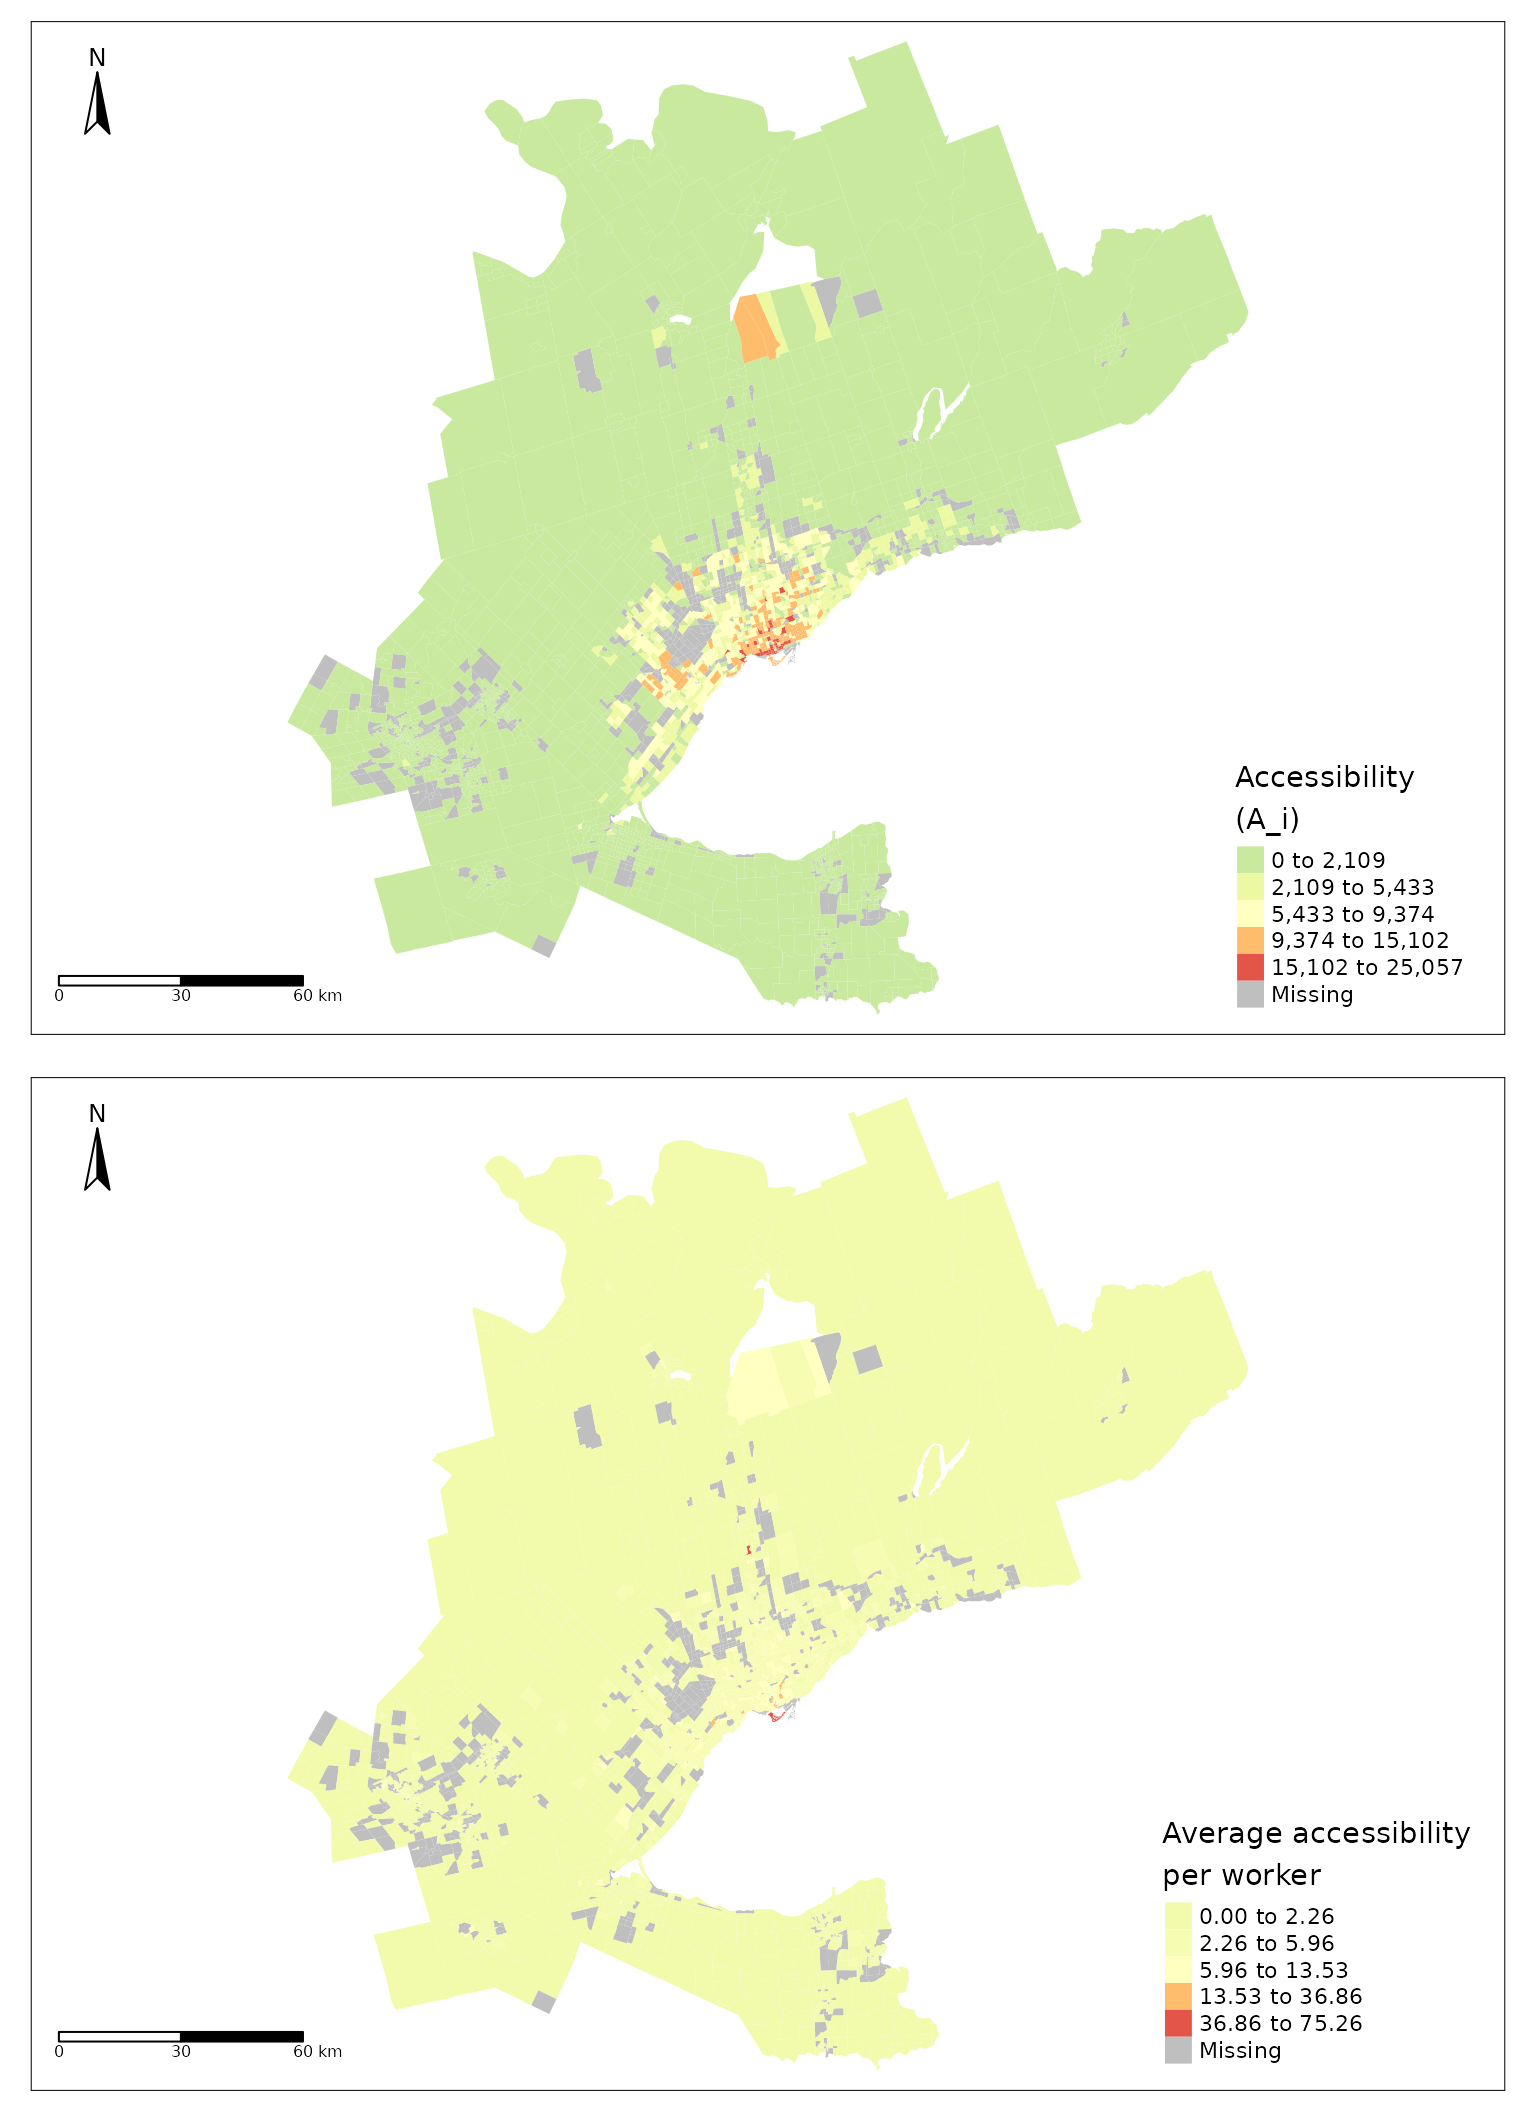 N
Accessibility
(A_i)
0 to 2,109
2,109 to 5,433
5,433 to 9,374
9,374 to 15,102
15,102 to 25,057
Missing
0 30 60 km
N
Average accessibility
per worker
0.00 to 2.26
2.26 to 5.96
5.96 to 13.53
13.53 to 36.86
36.86 to 75.26
Missing
0 30 60 km